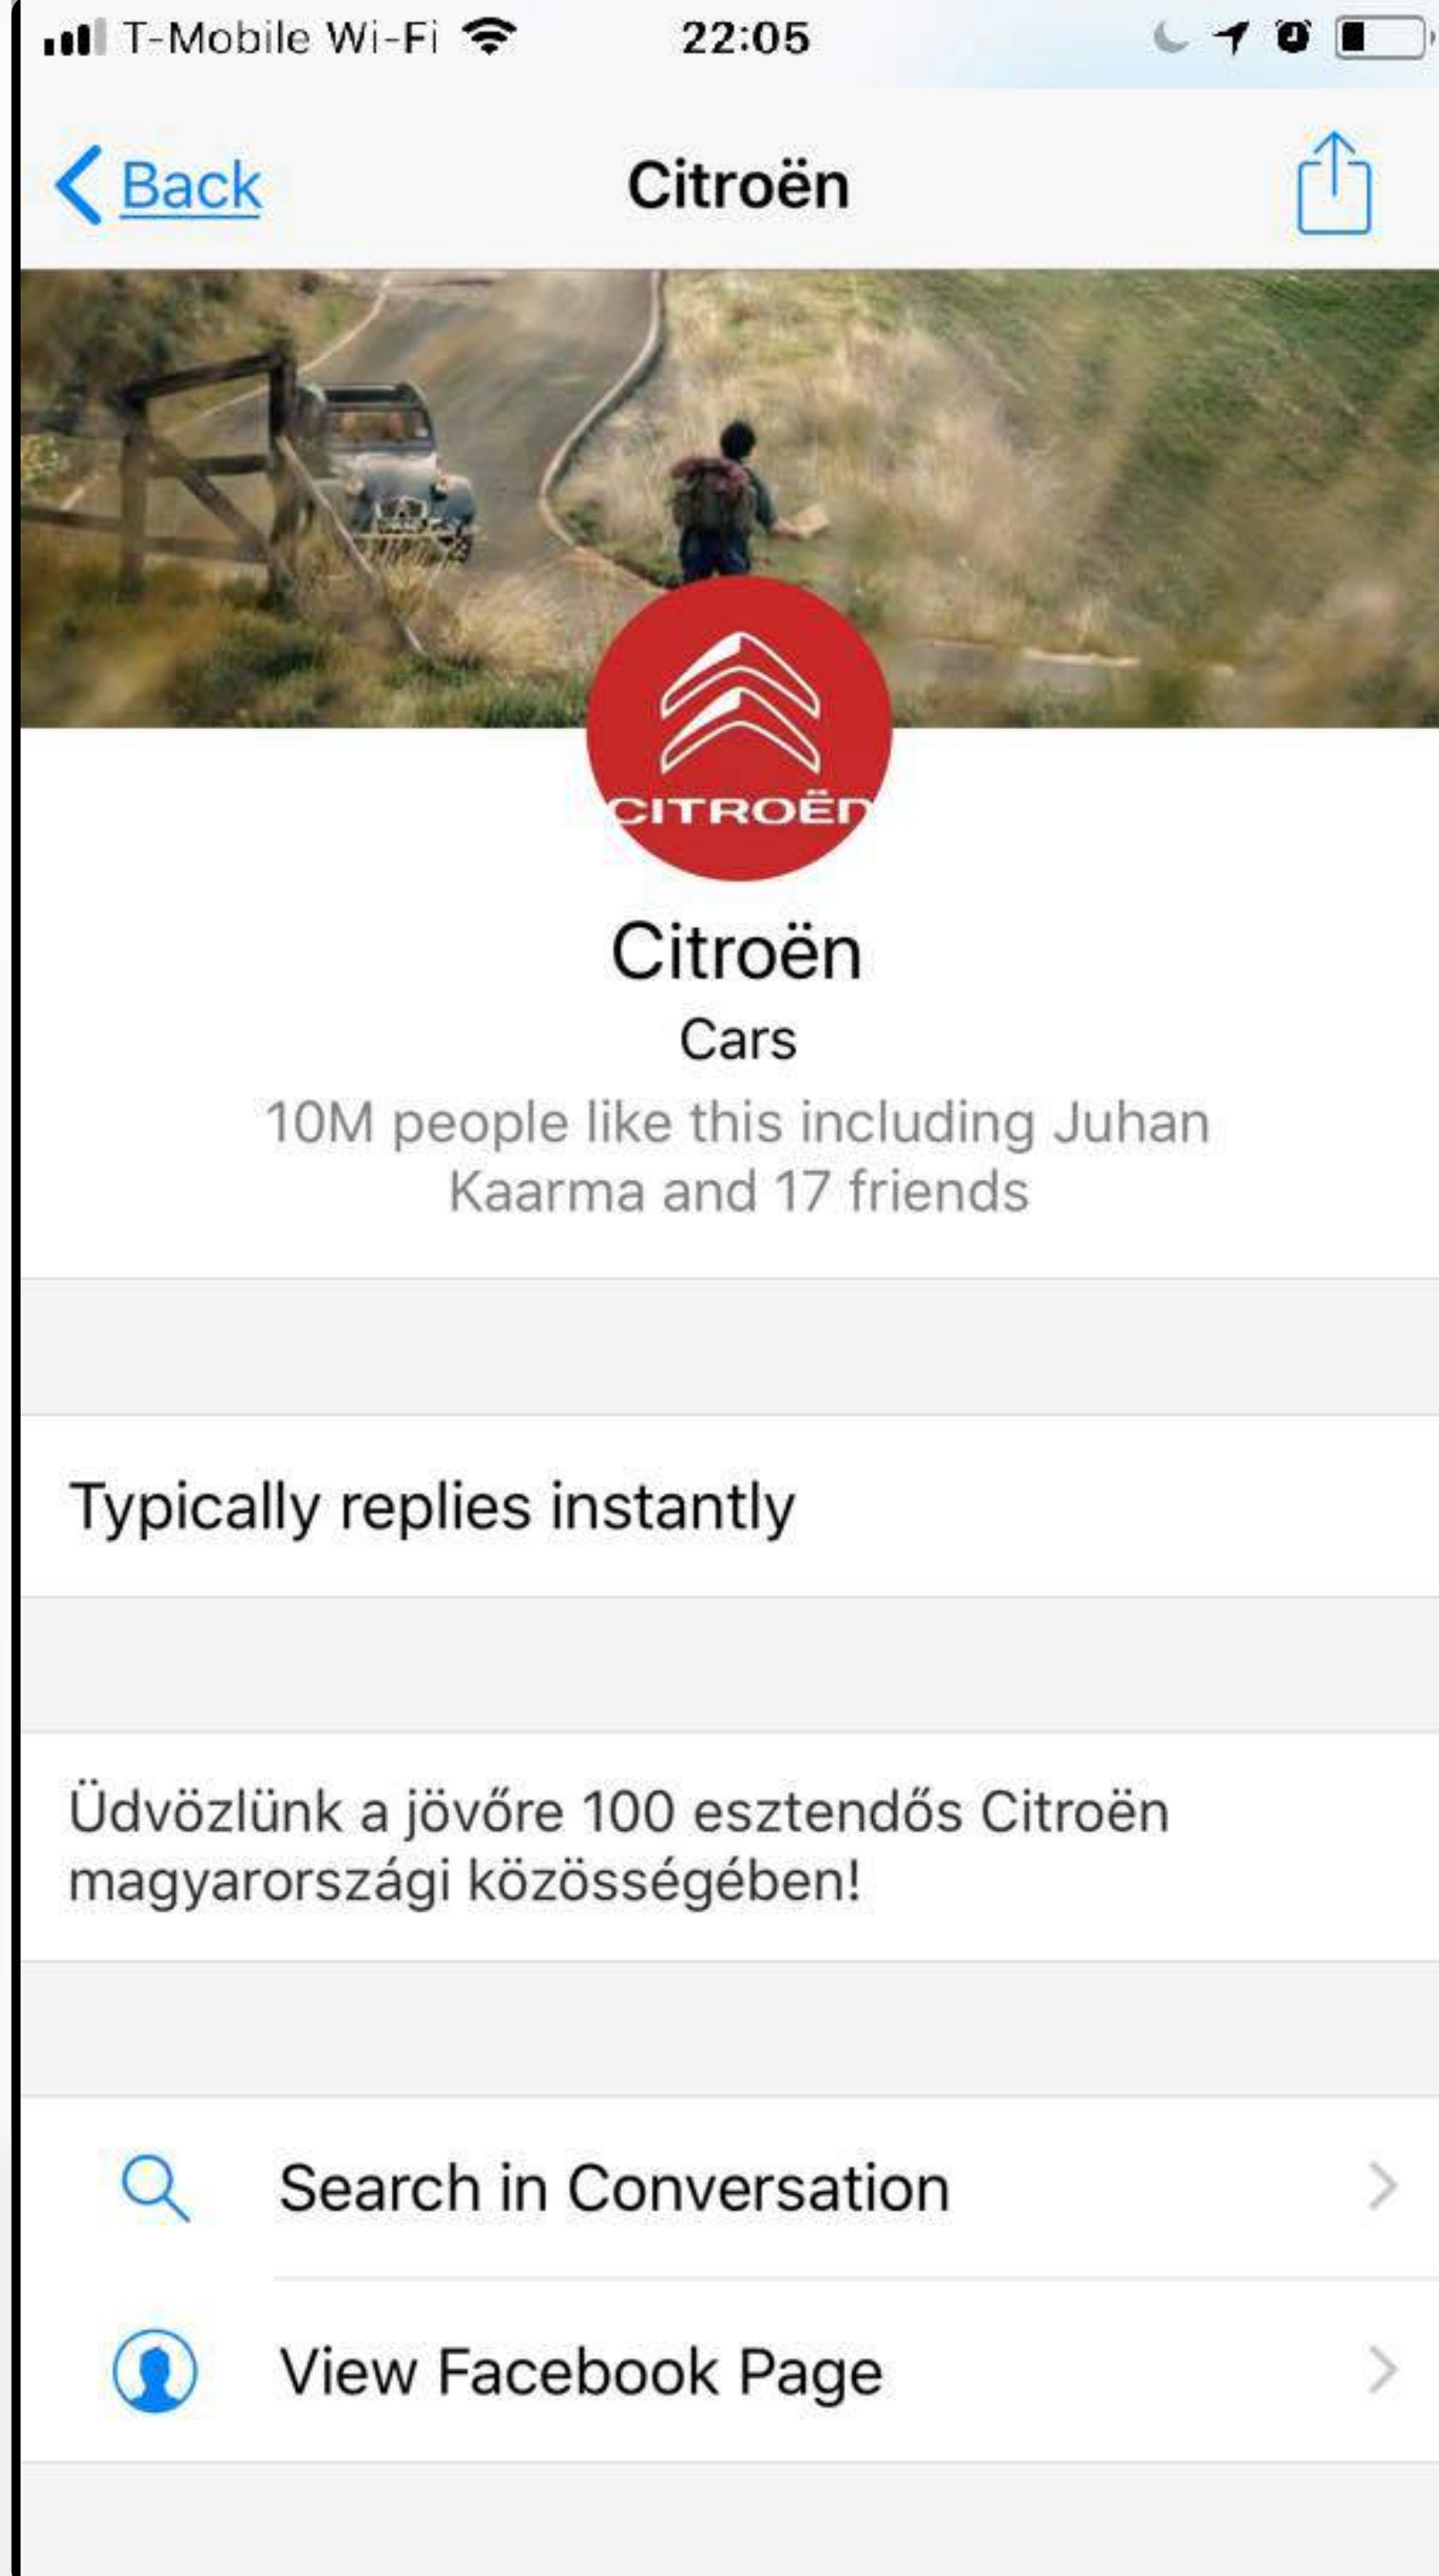 T-Mobile Wi-Fi 22:05
Back Citroën
CITROËN
Citroën
Cars
10M people like this including Juhan
Kaarma and 17 friends
Typically replies instantly
Üdvözlünk a jövőre 100 esztendős Citroën
magyarországi közösségében!
Search in Conversation
View Facebook Page